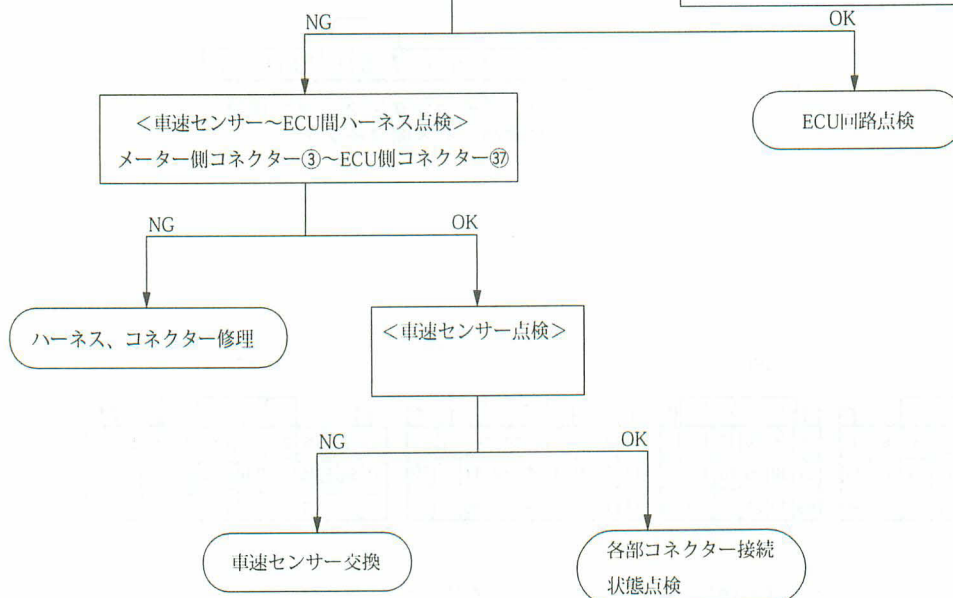 NG
OK
<車速センサー～ECU間ハーネス点検>
メーター側コネクター③～ECU側コネクター㊲
ECU回路点検
NG
OK
ハーネス、コネクター修理
<車速センサー点検>
NG
OK
車速センサー交換
各部コネクター接続
状態点検